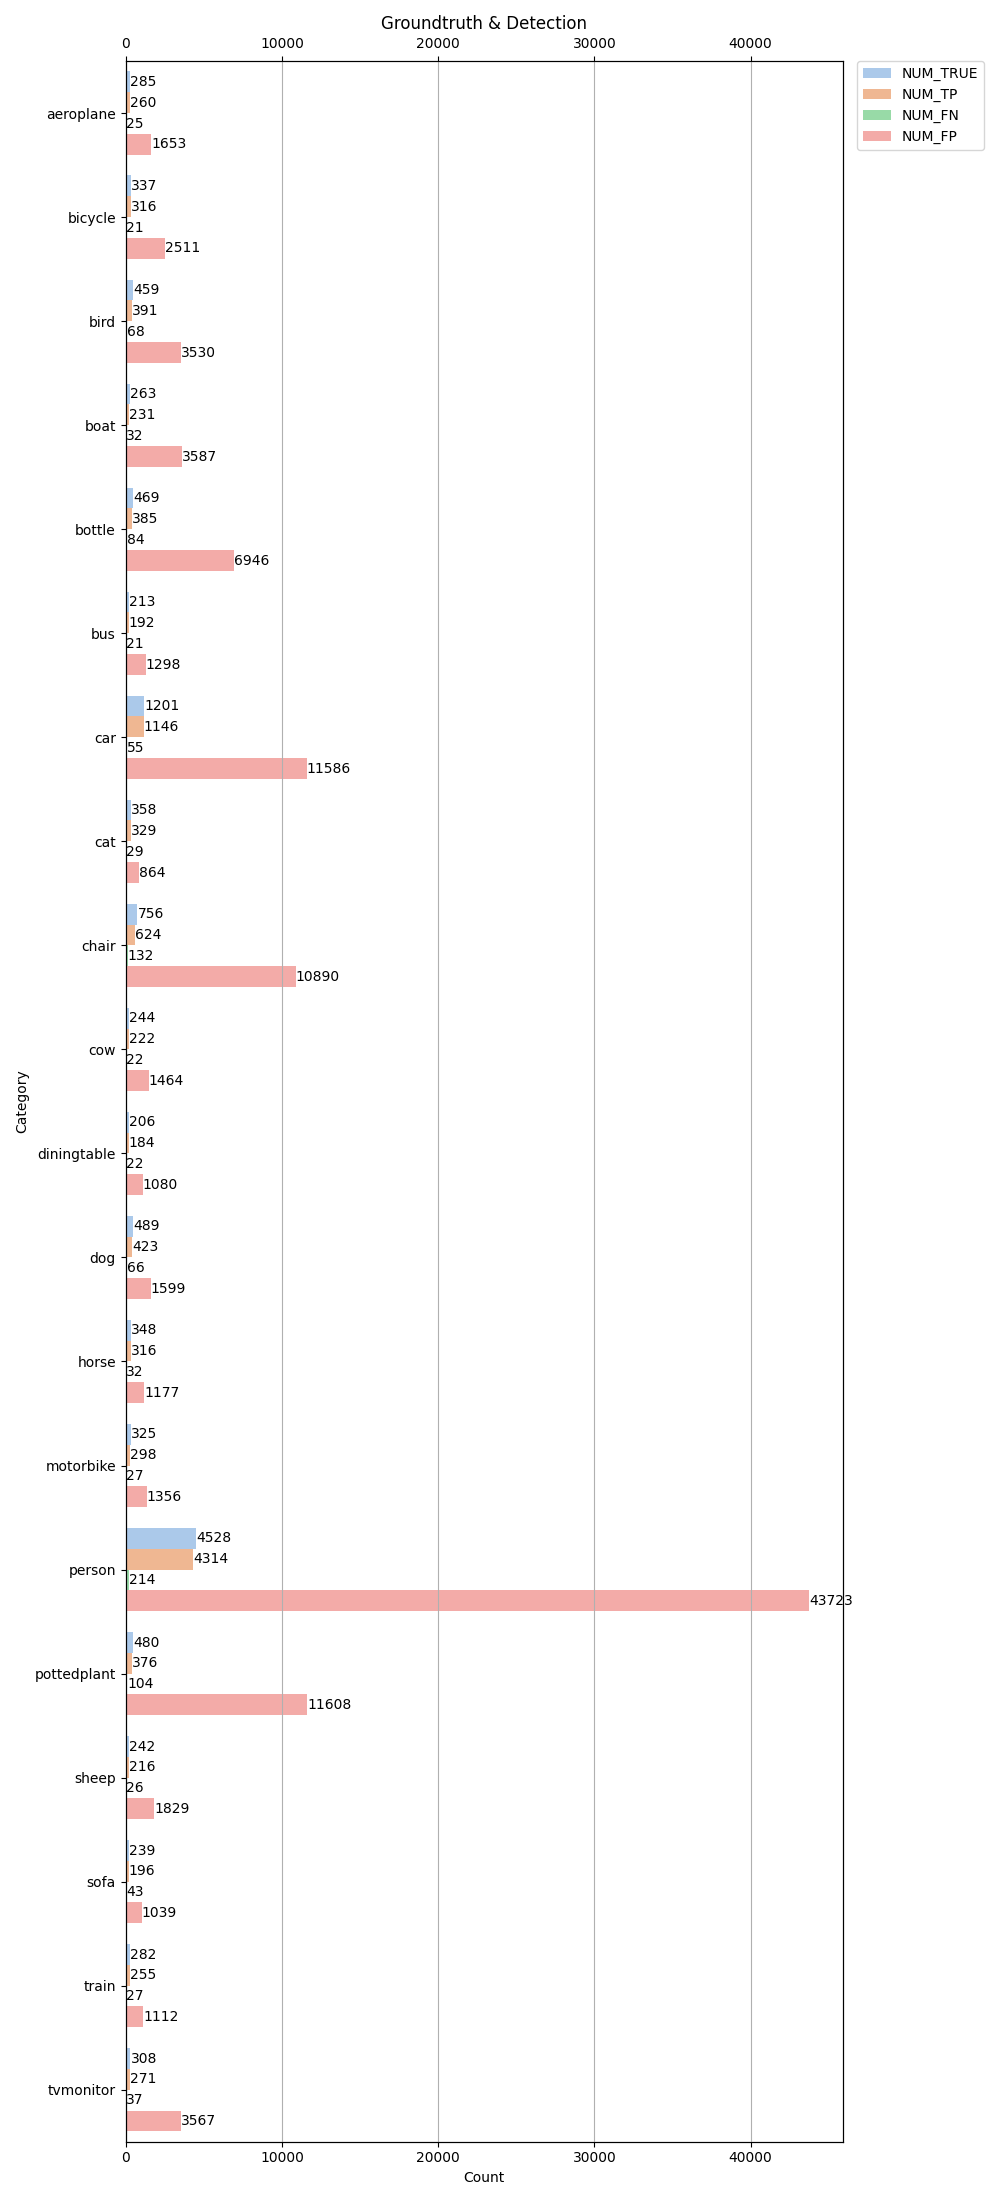 Groundtruth & Detection
0 10000 20000 30000 40000
NUM_TRUE
NUM_TP
NUM_FN
NUM_FP
Category
aeroplane
285
260
25
1653
bicycle
337
316
21
2511
bird
459
391
68
3530
boat
263
231
32
3587
bottle
469
385
84
6946
bus
213
192
21
1298
car
1201
1146
55
11586
cat
358
329
29
864
chair
756
624
132
10890
cow
244
222
22
1464
diningtable
206
184
22
1080
dog
489
423
66
1599
horse
348
316
32
1177
motorbike
325
298
27
1356
person
4528
4314
214
43723
pottedplant
480
376
104
11608
sheep
242
216
26
1829
sofa
239
196
43
1039
train
282
255
27
1112
tvmonitor
308
271
37
3567
0 10000 20000 30000 40000
Count